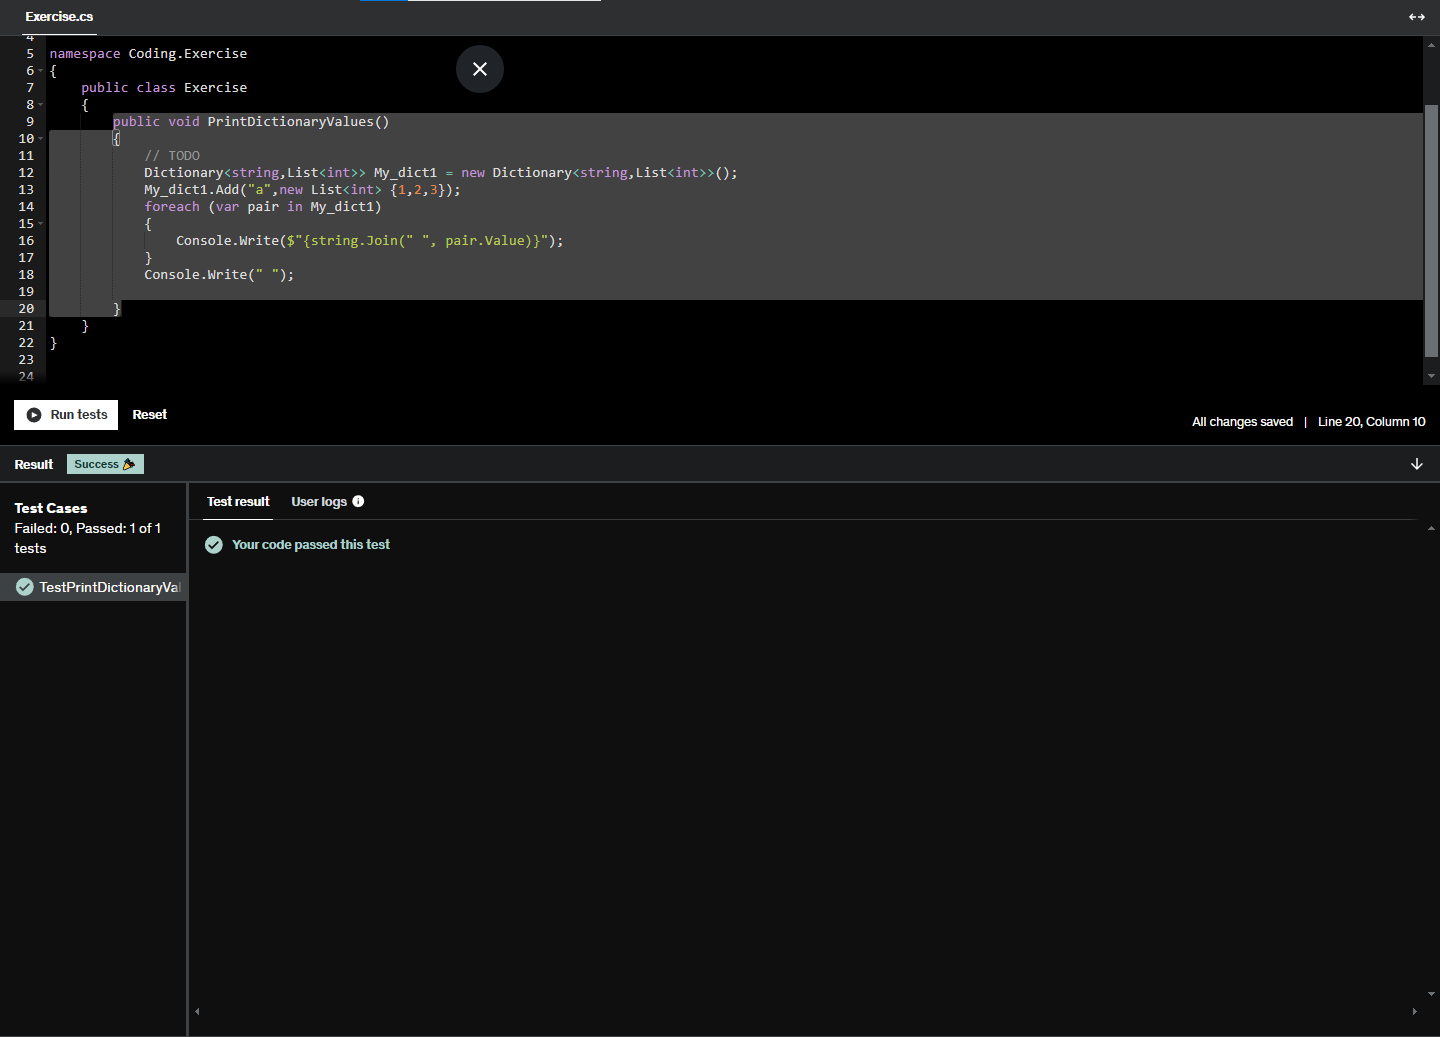 Exercise.cs
4
5 namespace Coding.Exercise
6 {
7 public class Exercise
8 {
9 public void PrintDictionaryValues()
10 {
11 // TODO
12 Dictionary<string,List<int>> My_dict1 = new Dictionary<string,List<int>>();
13 My_dict1.Add("a",new List<int> {1,2,3});
14 foreach (var pair in My_dict1)
15 {
16 Console.Write($"{string.Join(" ", pair.Value)}");
17 }
18 Console.Write(" ");
19
20 }
21 }
22 }
23
24
Run tests Reset
All changes saved | Line 20, Column 10
Result Success
Test Cases
Failed: 0, Passed: 1 of 1
tests
TestPrintDictionaryVal
Test result User logs
Your code passed this test